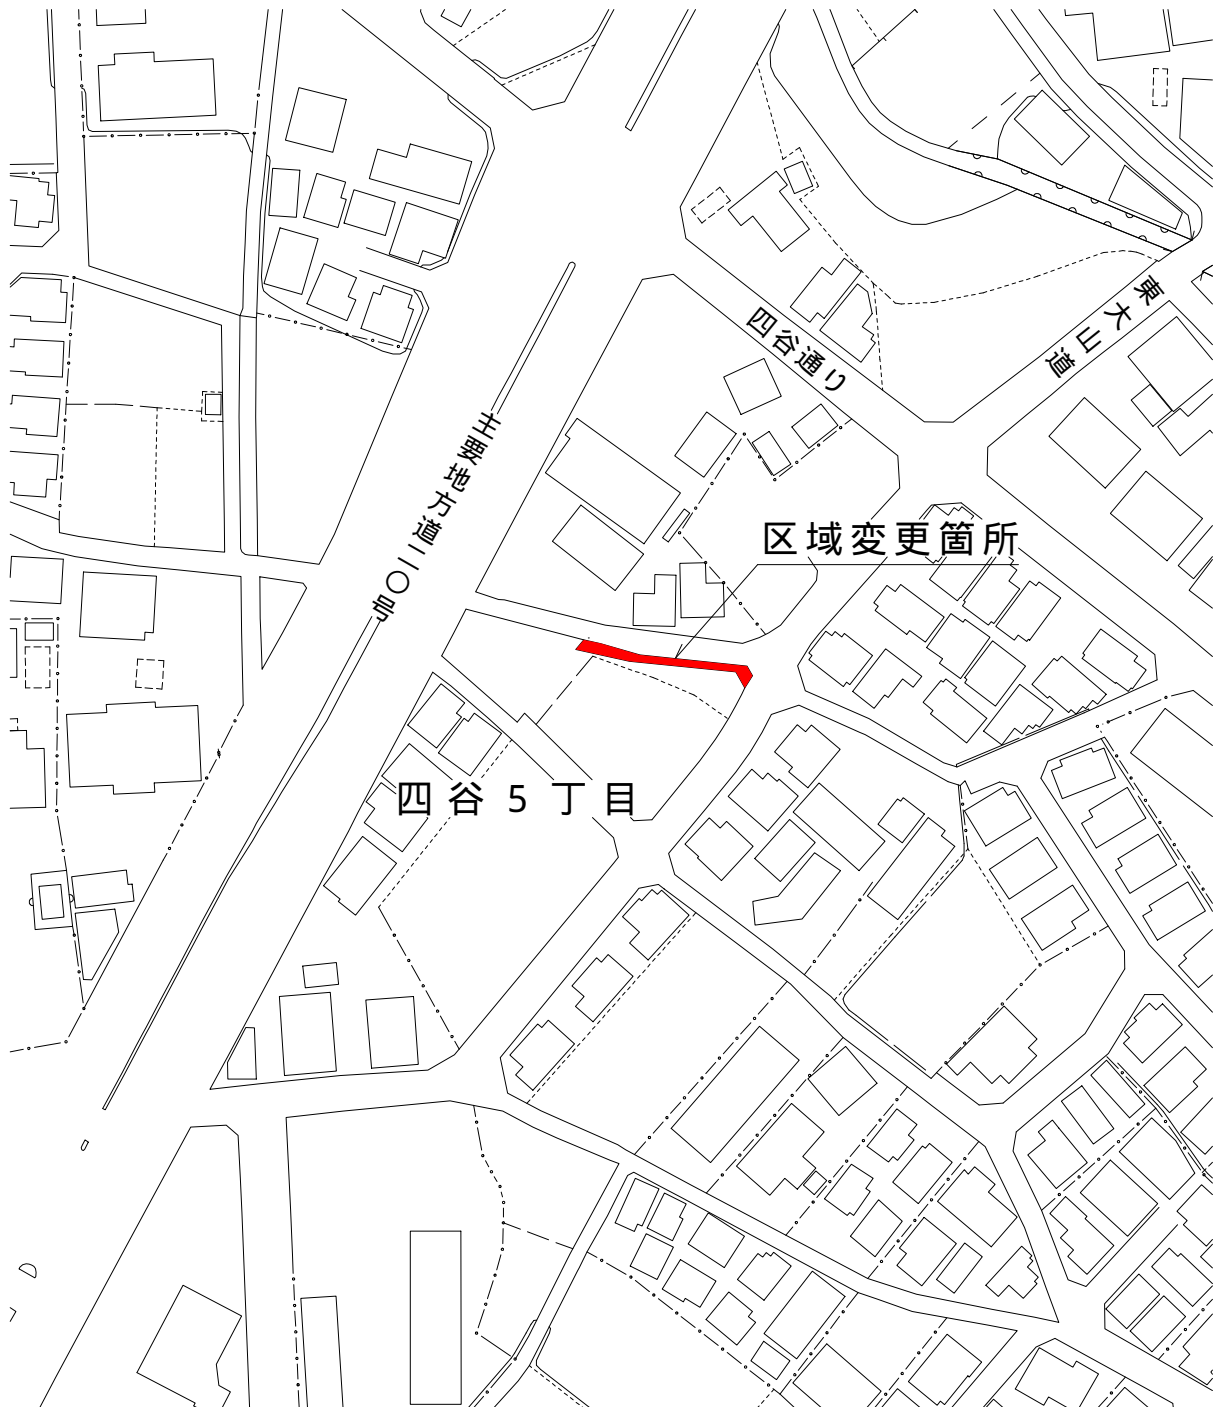 東大山道
四谷通り
主要地方道二〇号
区域変更箇所
四谷5丁目